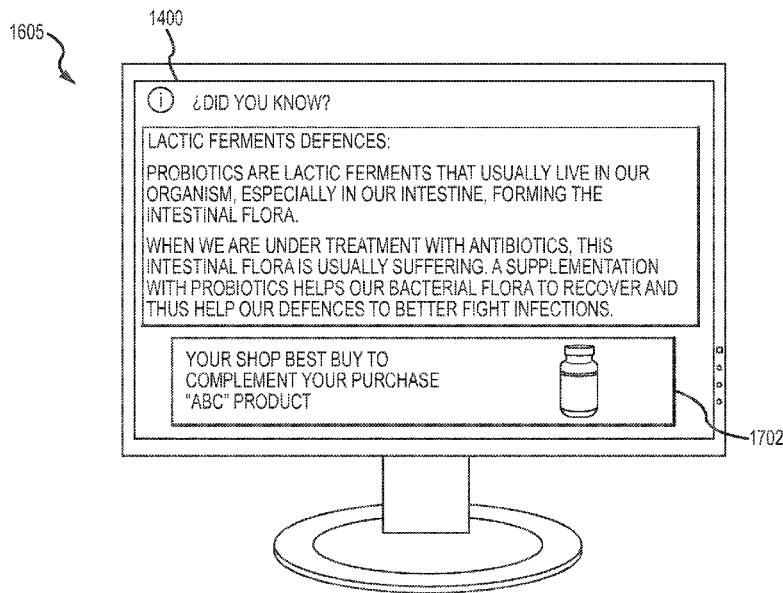 1605
1400
i ¿DID YOU KNOW?
LACTIC FERMENTS DEFENCES:
PROBIOTICS ARE LACTIC FERMENTS THAT USUALLY LIVE IN OUR
ORGANISM, ESPECIALLY IN OUR INTESTINE, FORMING THE
INTESTINAL FLORA.
WHEN WE ARE UNDER TREATMENT WITH ANTIBIOTICS, THIS
INTESTINAL FLORA IS USUALLY SUFFERING. A SUPPLEMENTATION
WITH PROBIOTICS HELPS OUR BACTERIAL FLORA TO RECOVER AND
THUS HELP OUR DEFENCES TO BETTER FIGHT INFECTIONS.
YOUR SHOP BEST BUY TO
COMPLEMENT YOUR PURCHASE
"ABC" PRODUCT
1702